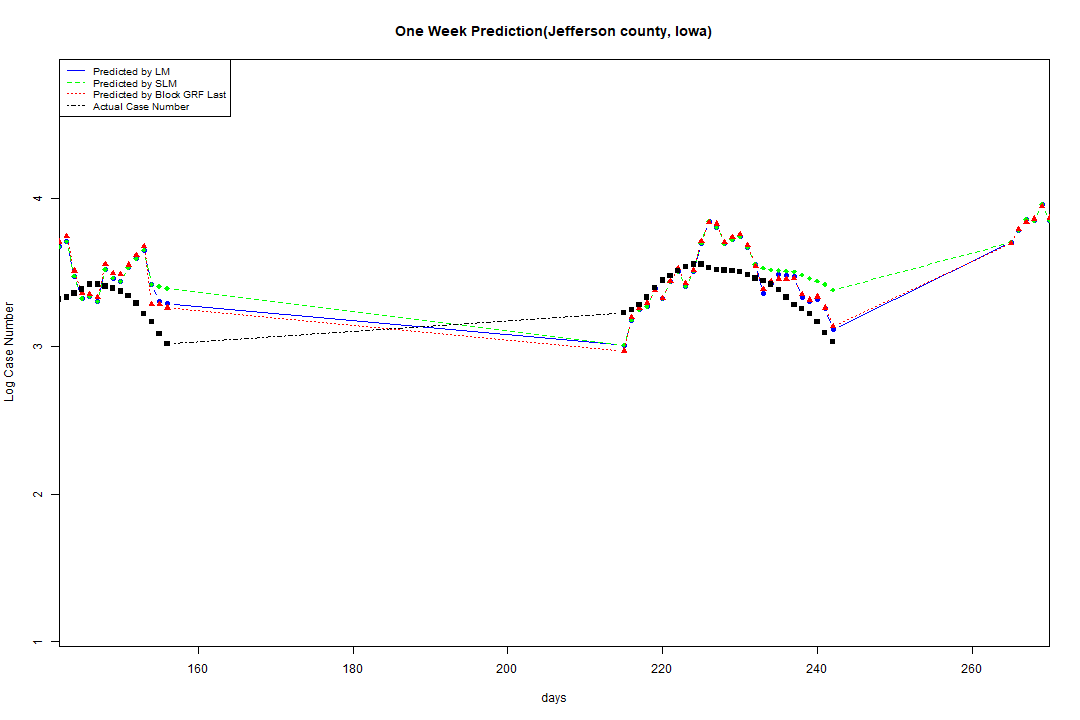 One Week Prediction(Jefferson county, Iowa)
Predicted by LM
Predicted by SLM
Predicted by Block GRF Last
Actual Case Number
Log Case Number
4
3
2
1
160 180 200 220 240 260
days